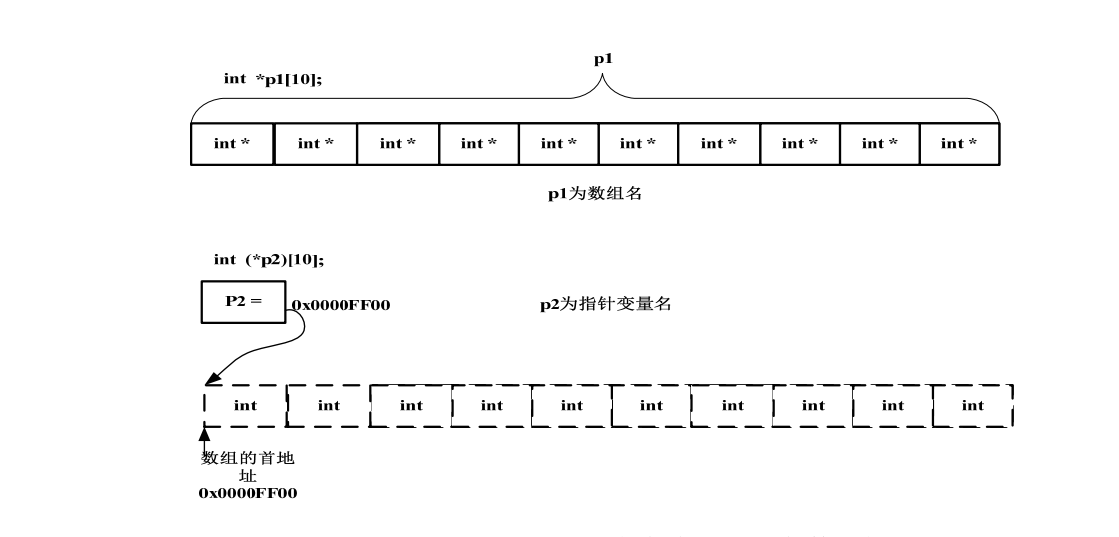 p1
int *p1[10];
int * int * int * int * int * int * int * int * int * int *
p1为数组名
int (*p2)[10];
P2 =
0x0000FF00
p2为指针变量名
int int int int int int int int int int
数组的首地
址
0x0000FF00